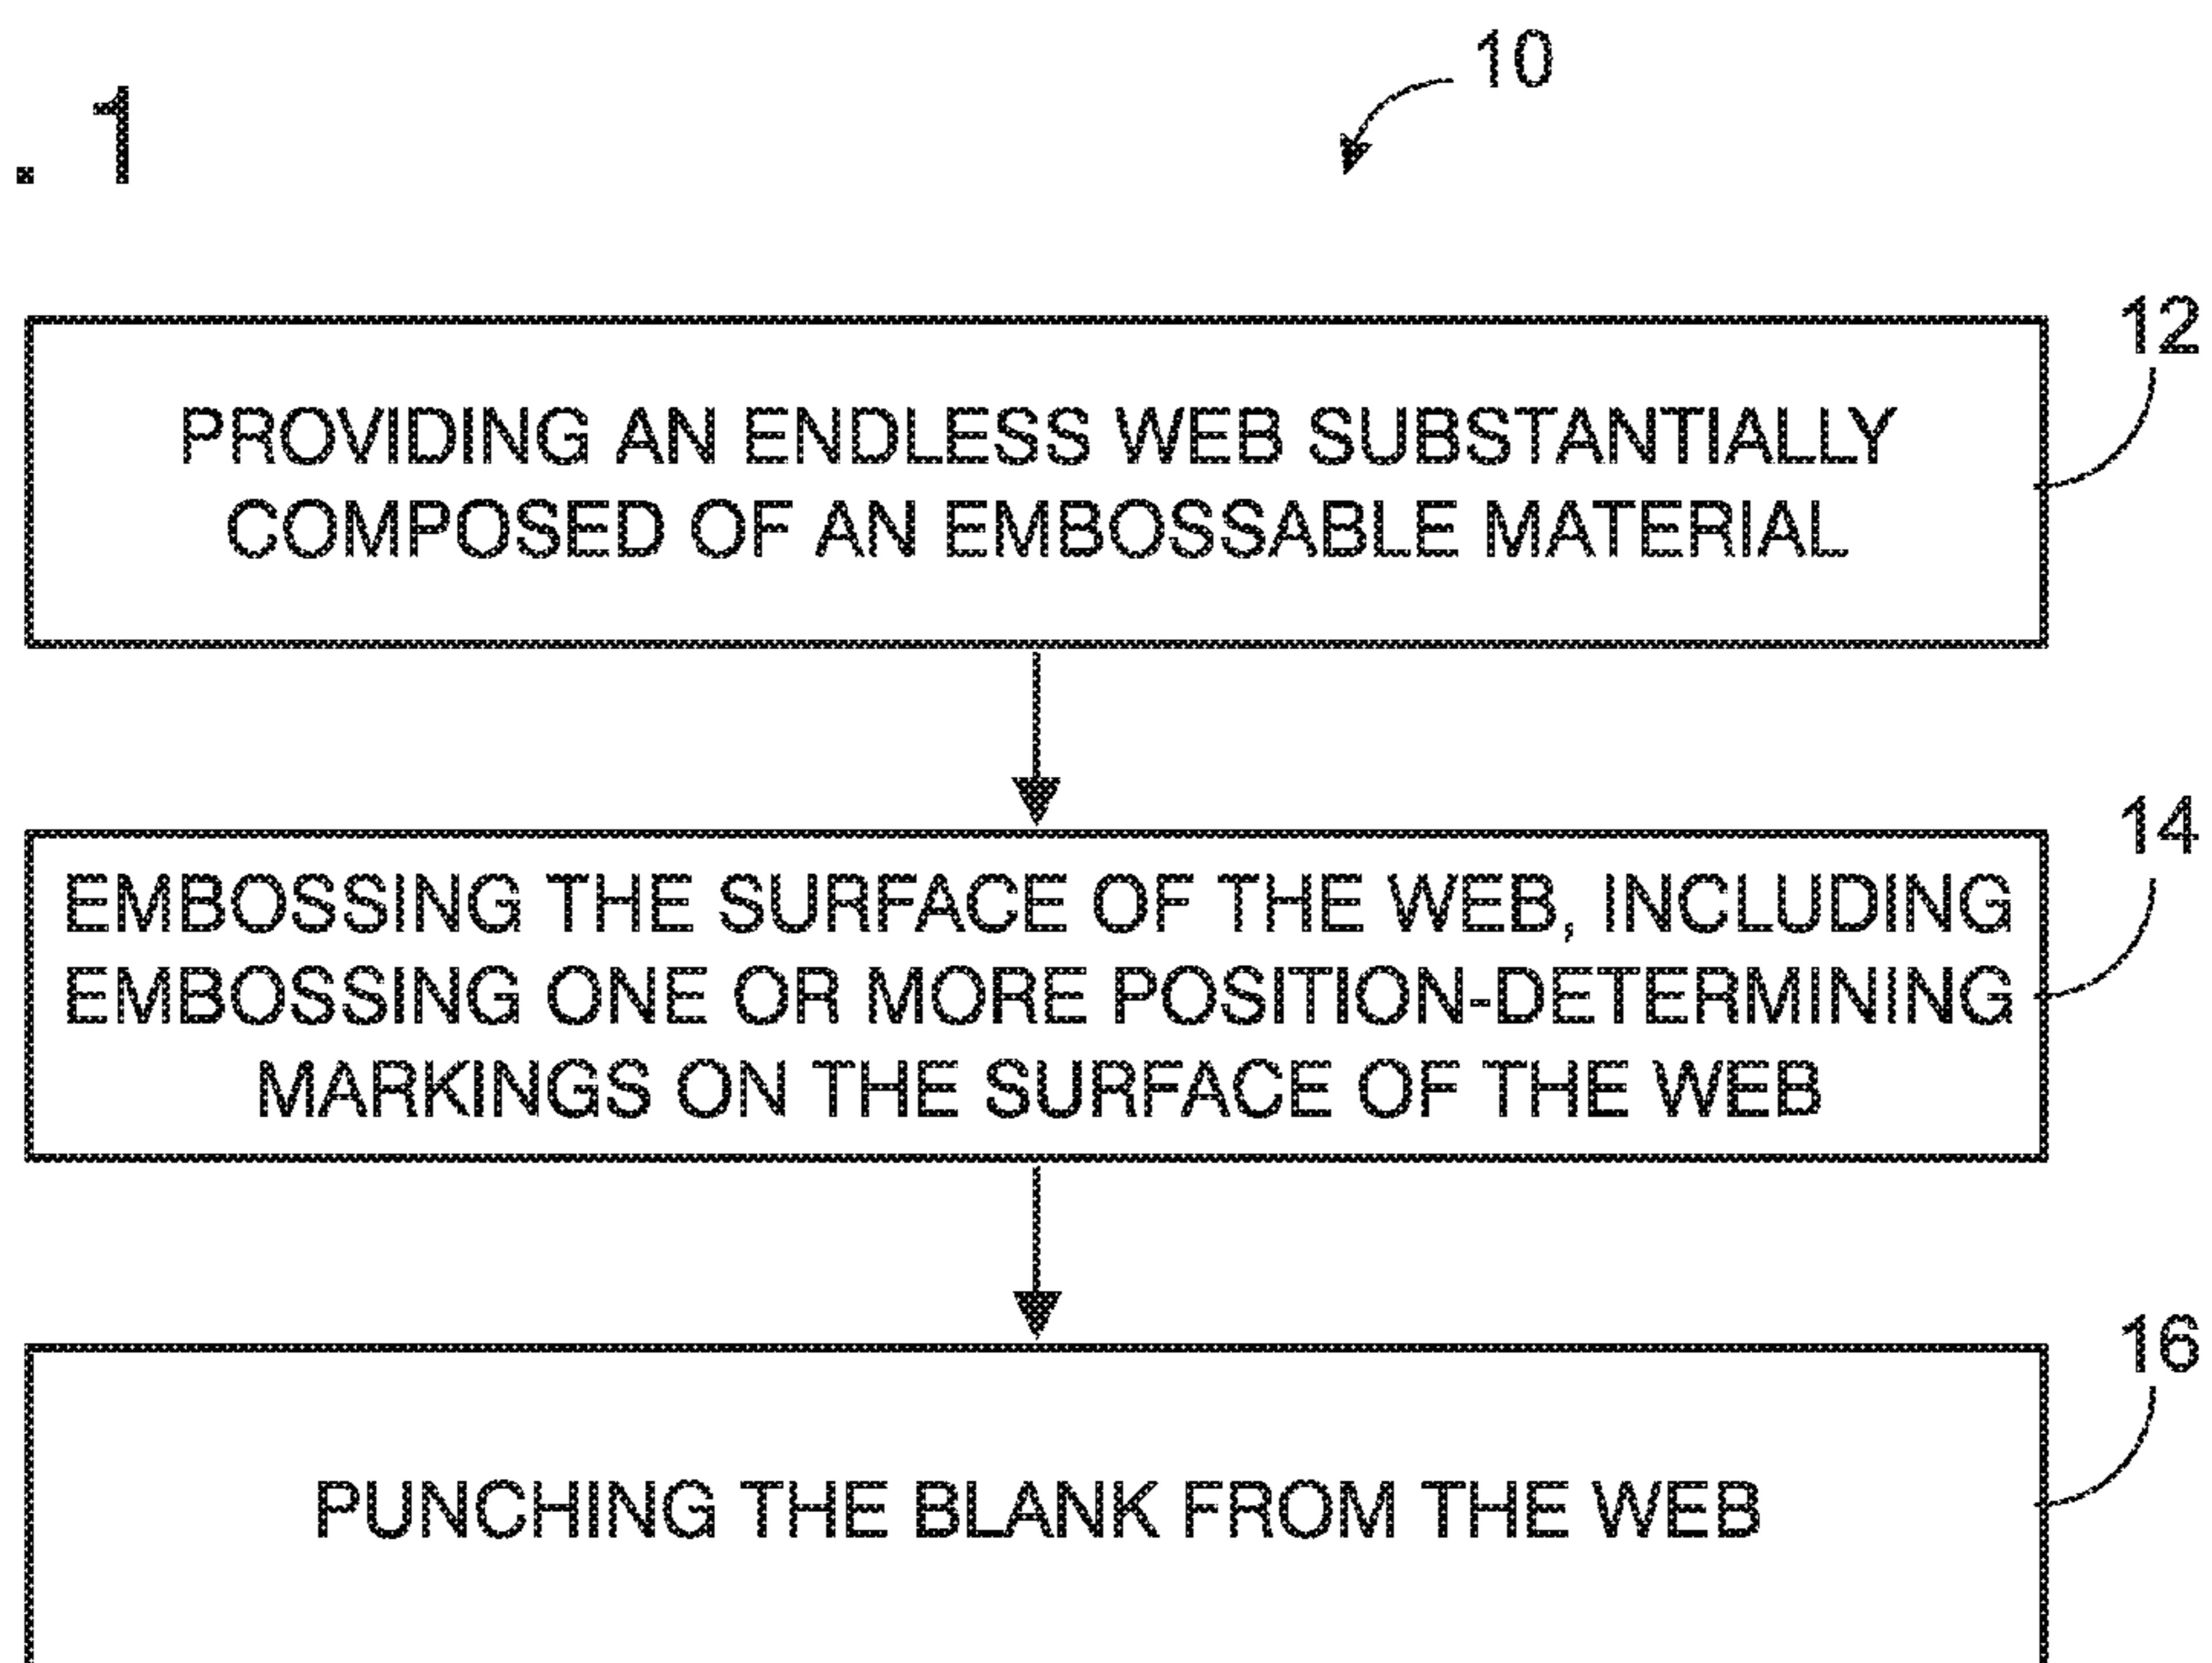 . 1
10
12
PROVIDING AN ENDLESS WEB SUBSTANTIALLY
COMPOSED OF AN EMBOSSABLE MATERIAL
14
EMBOSSING THE SURFACE OF THE WEB, INCLUDING
EMBOSSING ONE OR MORE POSITION-DETERMINING
MARKINGS ON THE SURFACE OF THE WEB
16
PUNCHING THE BLANK FROM THE WEB